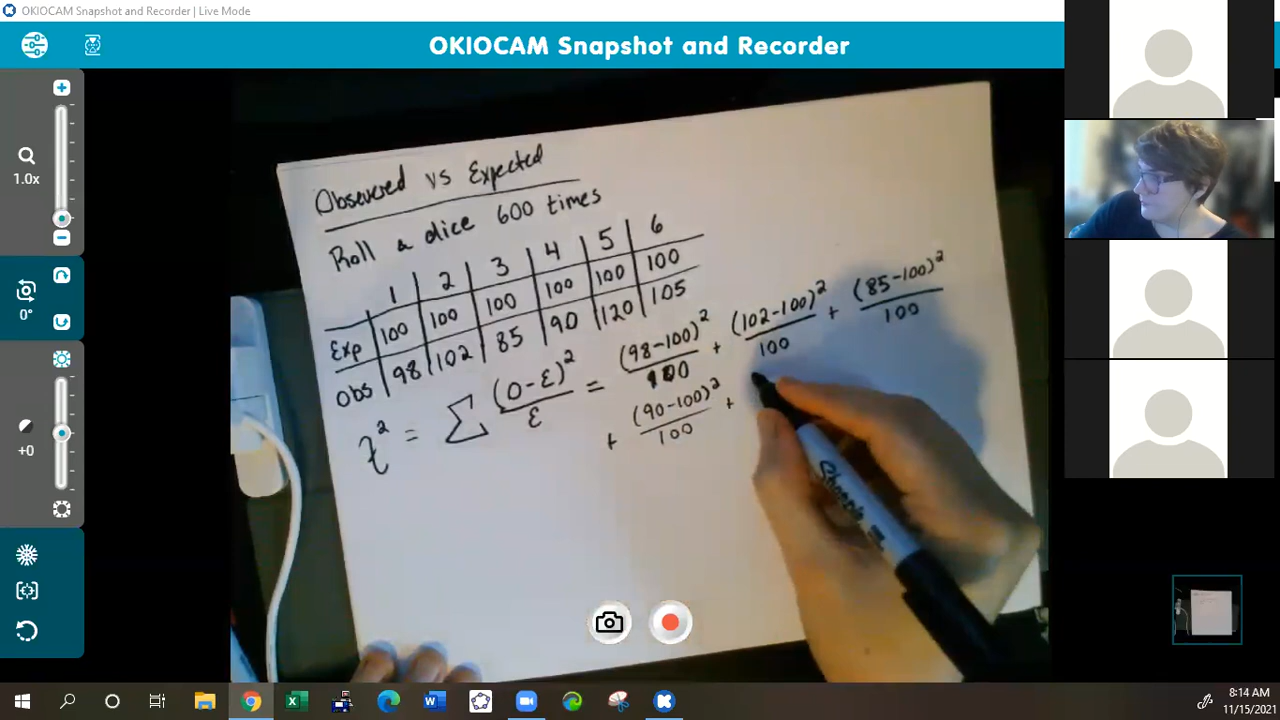 OKIOCAM Snapshot and Recorder | Live Mode
OKIOCAM Snapshot and Recorder
1.0x
0°
+0
Obsevered vs Expected
Roll a dice 600 times
1 2 3 4 5 6
Exp 100 100 100 100 100 100
Obs 98 102 85 90 120 105
χ² = Σ (O-E)²/E = (98-100)²/100 + (102-100)²/100 + (85-100)²/100
+ (90-100)²/100 +
Sharpie
8:14 AM
11/15/2021